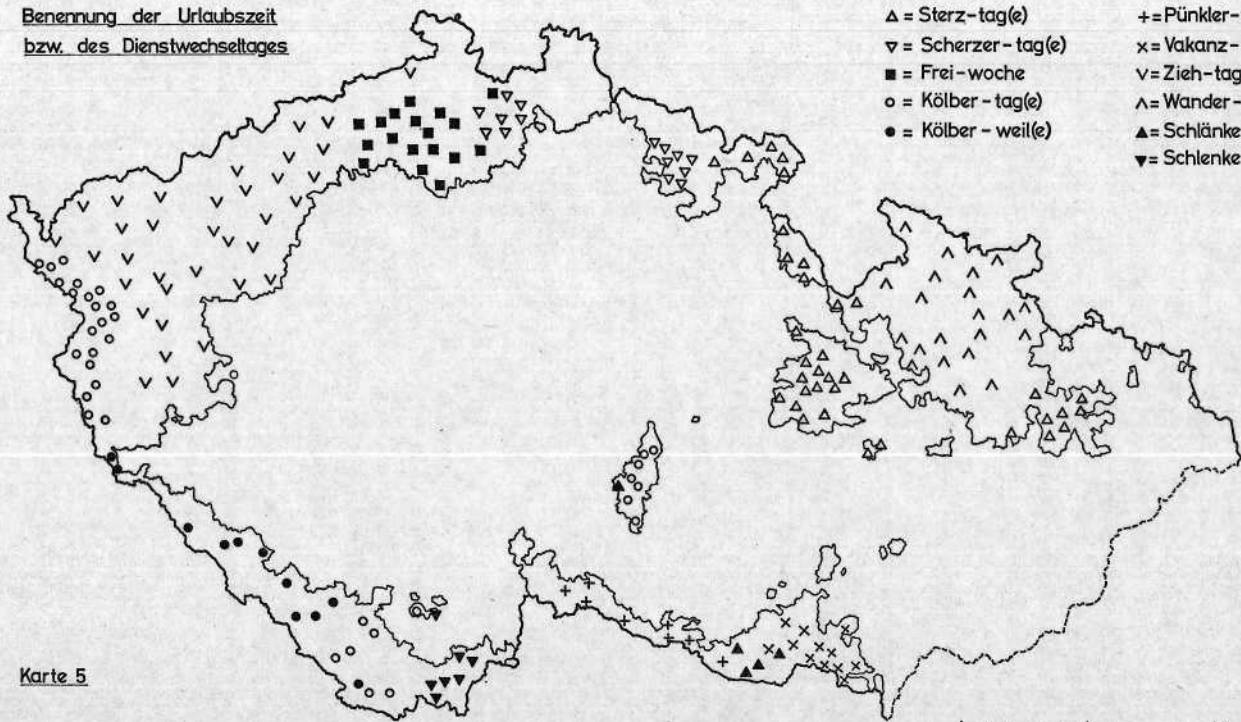 Benennung der Urlaubszeit
bzw. des Dienstwechseltages
△ = Sterz-tag(e)
▽ = Scherzer-tag(e)
■ = Frei-woche
○ = Kölber-tag(e)
● = Kölber-weil(e)
+ = Pünkler-
× = Vakanz-
∨ = Zieh-tag
∧ = Wander-
▲ = Schlänke
▼ = Schlenke
Karte 5